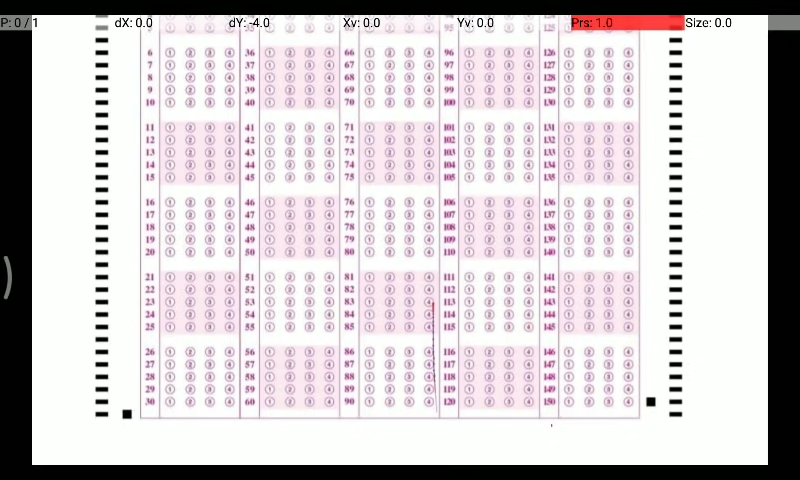 P: 0 / 1 dX: 0.0 dY: -4.0 Xv: 0.0 Yv: 0.0 Prs: 1.0 Size: 0.0
6 ① ② ③ ④ 36 ① ② ③ ④ 66 ① ② ③ ④ 96 ① ② ③ ④ 126 ① ② ③ ④
7 ① ② ③ ④ 37 ① ② ③ ④ 67 ① ② ③ ④ 97 ① ② ③ ④ 127 ① ② ③ ④
8 ① ② ③ ④ 38 ① ② ③ ④ 68 ① ② ③ ④ 98 ① ② ③ ④ 128 ① ② ③ ④
9 ① ② ③ ④ 39 ① ② ③ ④ 69 ① ② ③ ④ 99 ① ② ③ ④ 129 ① ② ③ ④
10 ① ② ③ ④ 40 ① ② ③ ④ 70 ① ② ③ ④ 100 ① ② ③ ④ 130 ① ② ③ ④
11 ① ② ③ ④ 41 ① ② ③ ④ 71 ① ② ③ ④ 101 ① ② ③ ④ 131 ① ② ③ ④
12 ① ② ③ ④ 42 ① ② ③ ④ 72 ① ② ③ ④ 102 ① ② ③ ④ 132 ① ② ③ ④
13 ① ② ③ ④ 43 ① ② ③ ④ 73 ① ② ③ ④ 103 ① ② ③ ④ 133 ① ② ③ ④
14 ① ② ③ ④ 44 ① ② ③ ④ 74 ① ② ③ ④ 104 ① ② ③ ④ 134 ① ② ③ ④
15 ① ② ③ ④ 45 ① ② ③ ④ 75 ① ② ③ ④ 105 ① ② ③ ④ 135 ① ② ③ ④
16 ① ② ③ ④ 46 ① ② ③ ④ 76 ① ② ③ ④ 106 ① ② ③ ④ 136 ① ② ③ ④
17 ① ② ③ ④ 47 ① ② ③ ④ 77 ① ② ③ ④ 107 ① ② ③ ④ 137 ① ② ③ ④
18 ① ② ③ ④ 48 ① ② ③ ④ 78 ① ② ③ ④ 108 ① ② ③ ④ 138 ① ② ③ ④
19 ① ② ③ ④ 49 ① ② ③ ④ 79 ① ② ③ ④ 109 ① ② ③ ④ 139 ① ② ③ ④
20 ① ② ③ ④ 50 ① ② ③ ④ 80 ① ② ③ ④ 110 ① ② ③ ④ 140 ① ② ③ ④
21 ① ② ③ ④ 51 ① ② ③ ④ 81 ① ② ③ ④ 111 ① ② ③ ④ 141 ① ② ③ ④
22 ① ② ③ ④ 52 ① ② ③ ④ 82 ① ② ③ ④ 112 ① ② ③ ④ 142 ① ② ③ ④
23 ① ② ③ ④ 53 ① ② ③ ④ 83 ① ② ③ ④ 113 ① ② ③ ④ 143 ① ② ③ ④
24 ① ② ③ ④ 54 ① ② ③ ④ 84 ① ② ③ ④ 114 ① ② ③ ④ 144 ① ② ③ ④
25 ① ② ③ ④ 55 ① ② ③ ④ 85 ① ② ③ ④ 115 ① ② ③ ④ 145 ① ② ③ ④
26 ① ② ③ ④ 56 ① ② ③ ④ 86 ① ② ③ ④ 116 ① ② ③ ④ 146 ① ② ③ ④
27 ① ② ③ ④ 57 ① ② ③ ④ 87 ① ② ③ ④ 117 ① ② ③ ④ 147 ① ② ③ ④
28 ① ② ③ ④ 58 ① ② ③ ④ 88 ① ② ③ ④ 118 ① ② ③ ④ 148 ① ② ③ ④
29 ① ② ③ ④ 59 ① ② ③ ④ 89 ① ② ③ ④ 119 ① ② ③ ④ 149 ① ② ③ ④
30 ① ② ③ ④ 60 ① ② ③ ④ 90 ① ② ③ ④ 120 ① ② ③ ④ 150 ① ② ③ ④